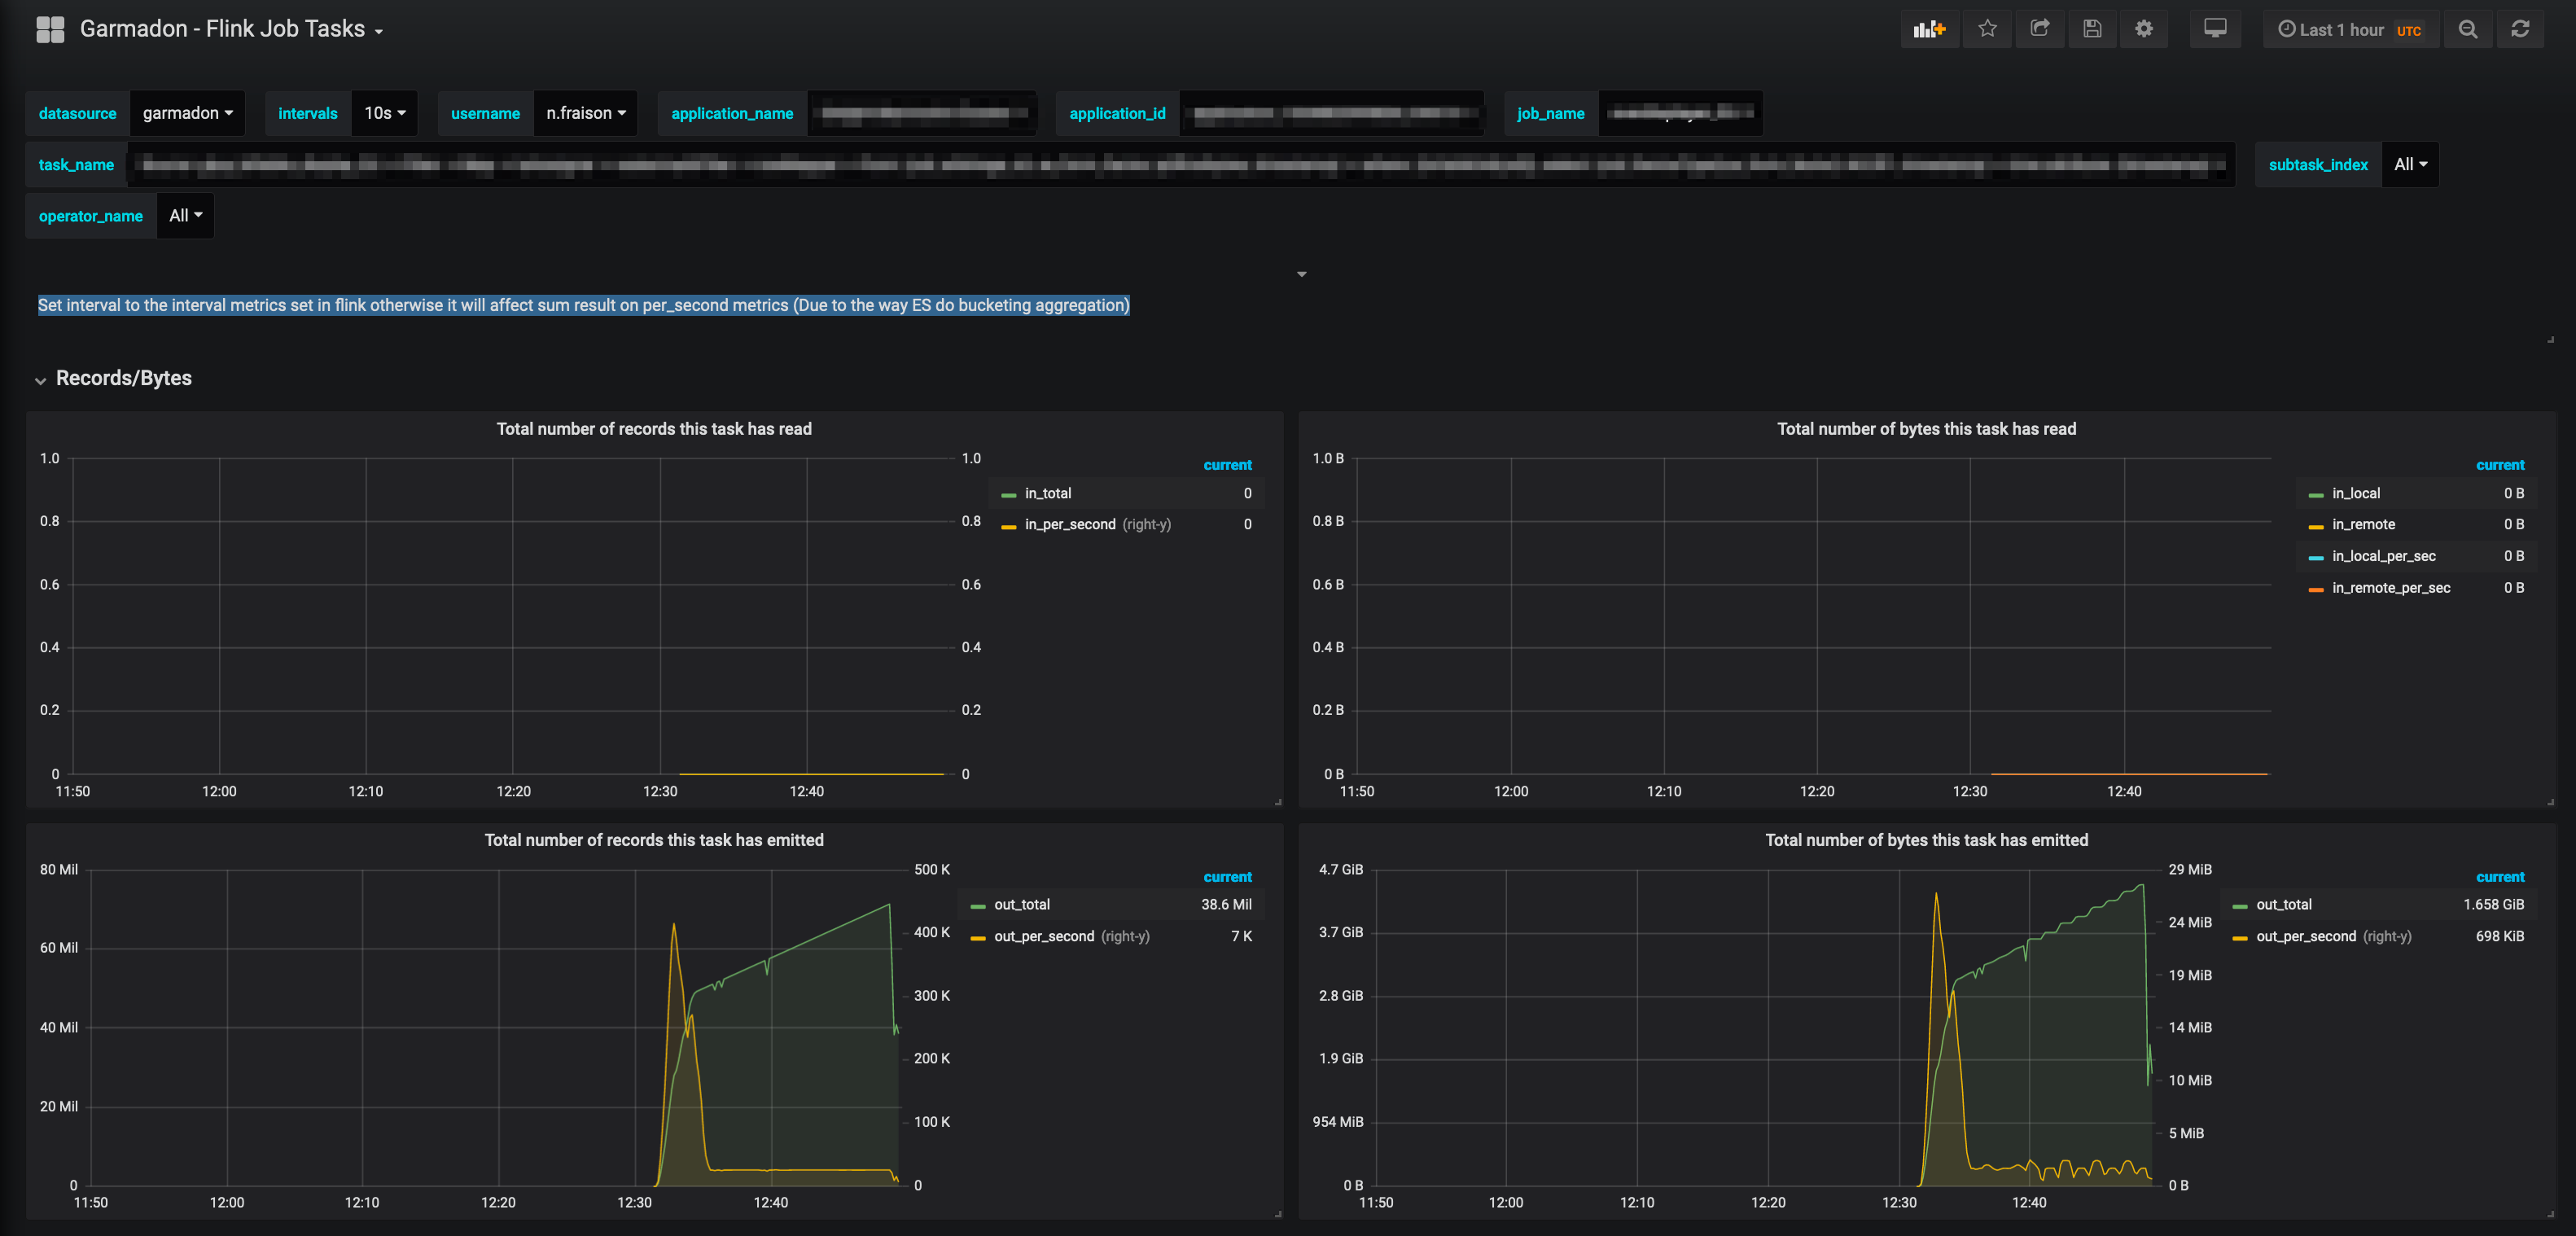 Garmadon - Flink Job Tasks
Last 1 hour UTC
datasource garmadon intervals 10s username n.fraison application_name application_id job_name
task_name subtask_index All
operator_name All
Set interval to the interval metrics set in flink otherwise it will affect sum result on per_second metrics (Due to the way ES do bucketing aggregation)
Records/Bytes
Total number of records this task has read
1.0
0.8
0.6
0.4
0.2
0
1.0
0.8
0.6
0.4
0.2
0
11:50 12:00 12:10 12:20 12:30 12:40
current
in_total 0
in_per_second (right-y) 0
Total number of bytes this task has read
1.0 B
0.8 B
0.6 B
0.4 B
0.2 B
0 B
11:50 12:00 12:10 12:20 12:30 12:40
current
in_local 0 B
in_remote 0 B
in_local_per_sec 0 B
in_remote_per_sec 0 B
Total number of records this task has emitted
80 Mil
60 Mil
40 Mil
20 Mil
0
500 K
400 K
300 K
200 K
100 K
0
11:50 12:00 12:10 12:20 12:30 12:40
current
out_total 38.6 Mil
out_per_second (right-y) 7 K
Total number of bytes this task has emitted
4.7 GiB
3.7 GiB
2.8 GiB
1.9 GiB
954 MiB
0 B
29 MiB
24 MiB
19 MiB
14 MiB
10 MiB
5 MiB
0 B
11:50 12:00 12:10 12:20 12:30 12:40
current
out_total 1.658 GiB
out_per_second (right-y) 698 KiB